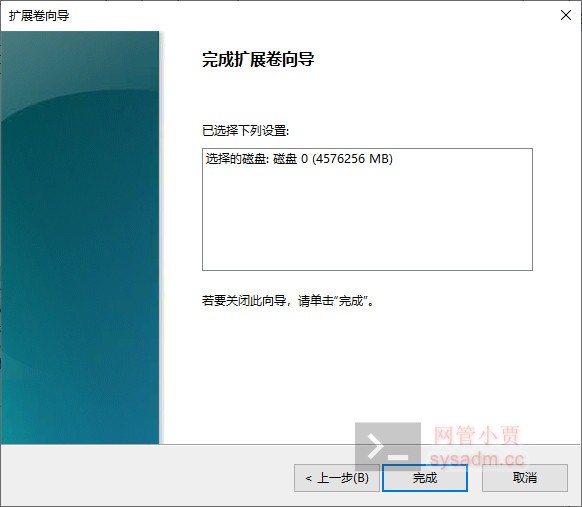 扩展卷向导
完成扩展卷向导
已选择下列设置:
选择的磁盘: 磁盘 0 (4576256 MB)
若要关闭此向导，请单击“完成”。
网管小贾
sysadm.cc
< 上一步(B)
完成
取消